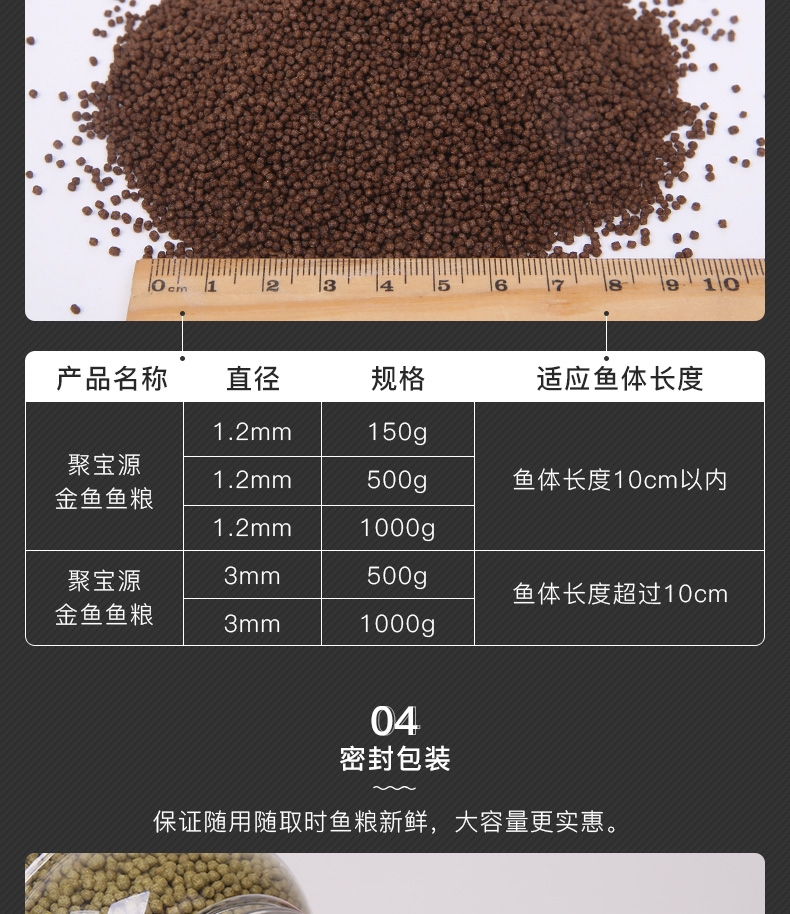 0cm 1 2 3 4 5 6 7 8 9 10
产品名称 直径 规格 适应鱼体长度
聚宝源
金鱼鱼粮
1.2mm 150g
1.2mm 500g
1.2mm 1000g
鱼体长度10cm以内
聚宝源
金鱼鱼粮
3mm 500g
3mm 1000g
鱼体长度超过10cm
04
密封包装
保证随用随取时鱼粮新鲜，大容量更实惠。